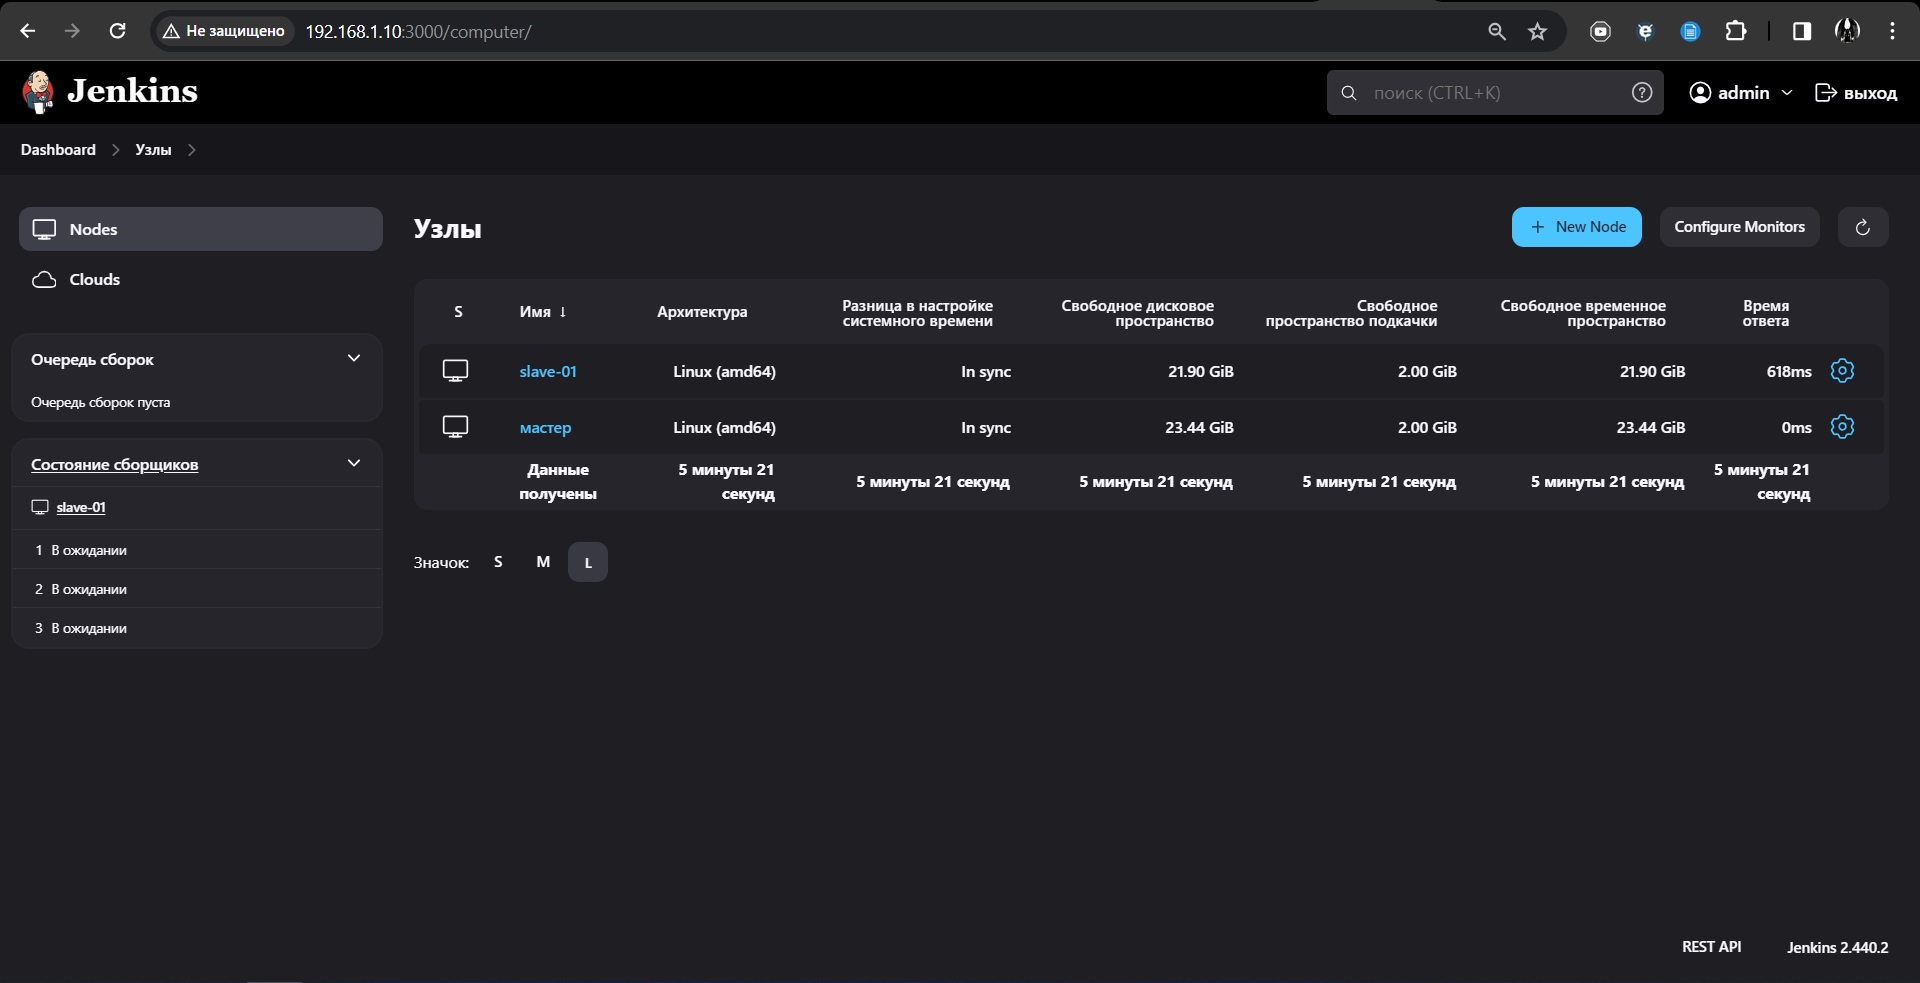 Не защищено 192.168.1.10:3000/computer/
Jenkins
поиск (CTRL+K)
admin
выход
Dashboard
Узлы
Nodes
Clouds
Очередь сборок
Очередь сборок пуста
Состояние сборщиков
slave-01
1 В ожидании
2 В ожидании
3 В ожидании
Узлы
+ New Node
Configure Monitors
S
Имя ↓
Архитектура
Разница в настройке
системного времени
Свободное дисковое
пространство
Свободное
пространство подкачки
Свободное временное
пространство
Время
ответа
slave-01 Linux (amd64) In sync 21.90 GiB 2.00 GiB 21.90 GiB 618ms
мастер Linux (amd64) In sync 23.44 GiB 2.00 GiB 23.44 GiB 0ms
Данные
получены
5 минуты 21
секунд
5 минуты 21 секунд
5 минуты 21 секунд
5 минуты 21 секунд
5 минуты 21 секунд
5 минуты 21
секунд
Значок: S M L
REST API
Jenkins 2.440.2